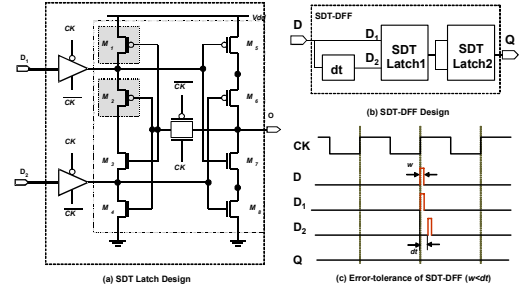 CK
D1
CK
M1
M2
M3
M4
D2
CK
CK
CK
CK
Vdd
M5
M6
M7
M8
O
(a) SDT Latch Design
SDT-DFF
D
D1
D2
dt
SDT Latch1
SDT Latch2
Q
(b) SDT-DFF Design
CK
w
D
D1
D2
dt
Q
(c) Error-tolerance of SDT-DFF (w<dt)